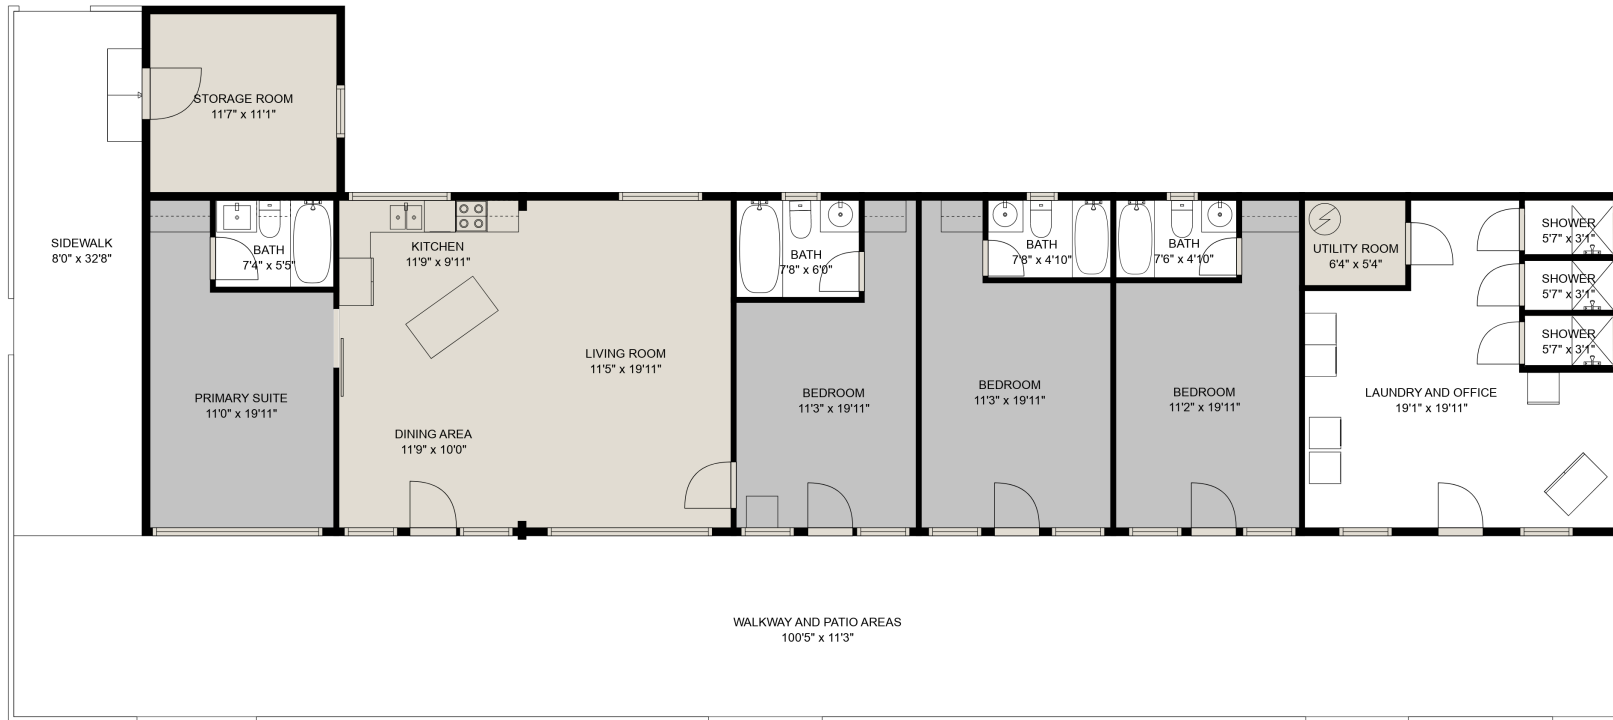 STORAGE ROOM
11'7" x 11'1"
SIDEWALK
8'0" x 32'8"
BATH
7'4" x 5'5"
KITCHEN
11'9" x 9'11"
BATH
7'8" x 6'0"
BATH
7'8" x 4'10"
BATH
7'6" x 4'10"
UTILITY ROOM
6'4" x 5'4"
SHOWER
5'7" x 3'1"
SHOWER
5'7" x 3'1"
SHOWER
5'7" x 3'1"
PRIMARY SUITE
11'0" x 19'11"
DINING AREA
11'9" x 10'0"
LIVING ROOM
11'5" x 19'11"
BEDROOM
11'3" x 19'11"
BEDROOM
11'3" x 19'11"
BEDROOM
11'2" x 19'11"
LAUNDRY AND OFFICE
19'1" x 19'11"
WALKWAY AND PATIO AREAS
100'5" x 11'3"